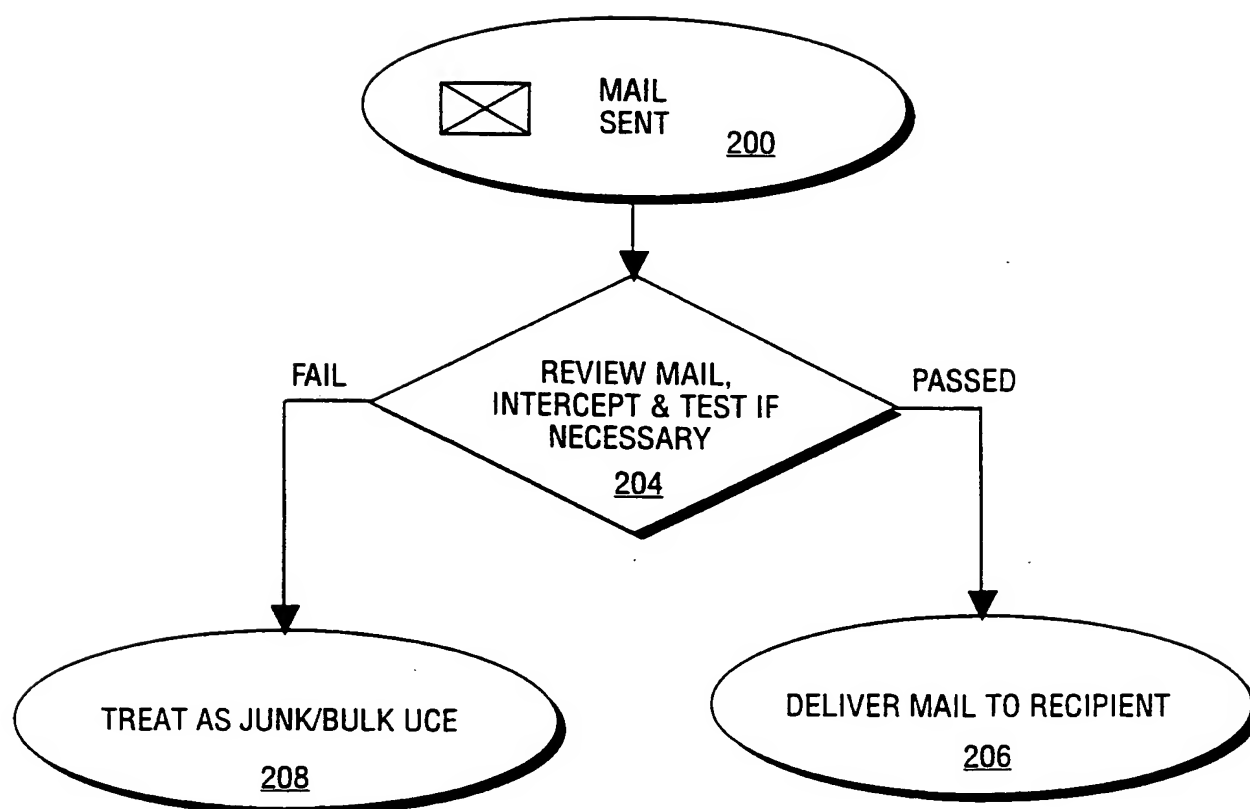 MAIL
SENT
200
FAIL
REVIEW MAIL,
INTERCEPT & TEST IF
NECESSARY
204
PASSED
TREAT AS JUNK/BULK UCE
208
DELIVER MAIL TO RECIPIENT
206